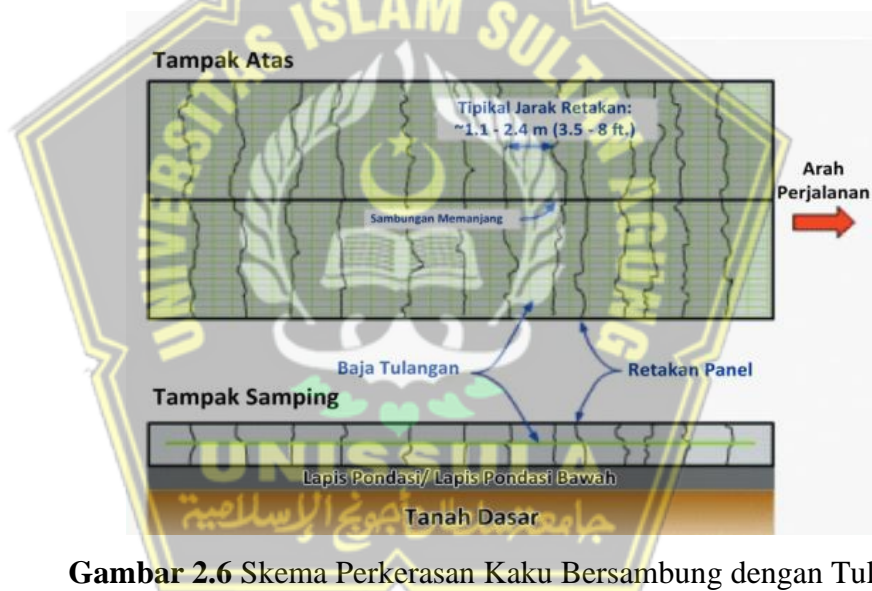 UNIVERSITAS ISLAM SULTAN AGUNG
Tampak Atas
Tipikal Jarak Retakan:
~1.1 - 2.4 m (3.5 - 8 ft.)
Arah
Perjalanan
Sambungan Memanjang
Baja Tulangan
Retakan Panel
Tampak Samping
UNISSULA
Lapis Pondasi/ Lapis Pondasi Bawah
جامعة سلطان أجونج الإسلامية
Tanah Dasar
Gambar 2.6 Skema Perkerasan Kaku Bersambung dengan Tul